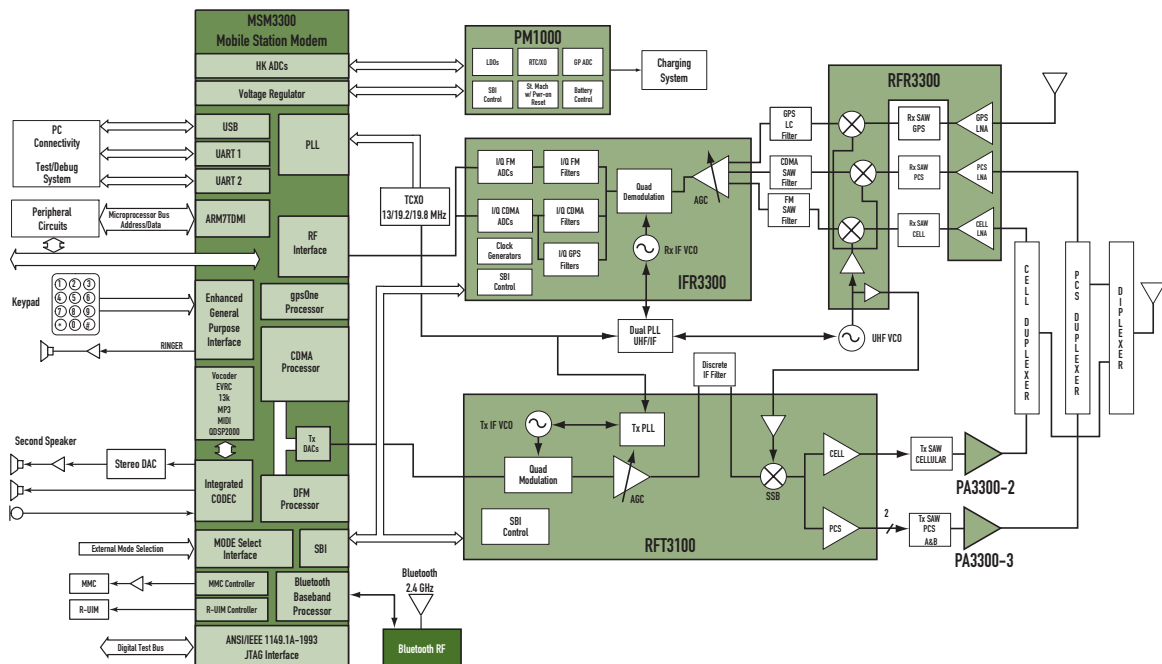 MSM3300
Mobile Station Modem
HK ADCs
Voltage Regulator
USB
UART 1
UART 2
PLL
ARM7TDMI
RF
Interface
Enhanced
General
Purpose
Interface
gpsOne
Processor
CDMA
Processor
Vocoder
EVRC
13k
MP3
MIDI
QDSP2000
Tx
DACs
Integrated
CODEC
DFM
Processor
MODE Select
Interface
SBI
MMC Controller
R-UIM Controller
Bluetooth
Baseband
Processor
ANSI/IEEE 1149.1A-1993
JTAG Interface
PC
Connectivity
Test/Debug
System
Peripheral
Circuits
Microprocessor Bus
Address/Data
Keypad
1 2 3
4 5 6
7 8 9
* 0 #
RINGER
Second Speaker
Stereo DAC
External Mode Selection
MMC
R-UIM
Digital Test Bus
PM1000
LDOs
RTC/XO
GP ADC
SBI
Control
St. Mach
w/ Pwr-on
Reset
Battery
Control
Charging
System
TCXO
13/19.2/19.8 MHz
I/Q FM
ADCs
I/Q FM
Filters
I/Q CDMA
ADCs
I/Q CDMA
Filters
Clock
Generators
I/Q GPS
Filters
SBI
Control
Quad
Demodulation
AGC
Rx IF VCO
IFR3300
GPS
LC
Filter
CDMA
SAW
Filter
FM
SAW
Filter
RFR3300
Rx SAW
GPS
GPS
LNA
Rx SAW
PCS
PCS
LNA
Rx SAW
CELL
CELL
LNA
Dual PLL
UHF/IF
UHF VCO
Discrete
IF Filter
CELL DUPLEXER
PCS DUPLEXER
DIPLEXER
Tx IF VCO
Tx PLL
Quad
Modulation
AGC
SBI
Control
SSB
CELL
PCS
RFT3100
2
Tx SAW
CELLULAR
PA3300-2
Tx SAW
PCS
A&B
PA3300-3
Bluetooth
2.4 GHz
Bluetooth RF